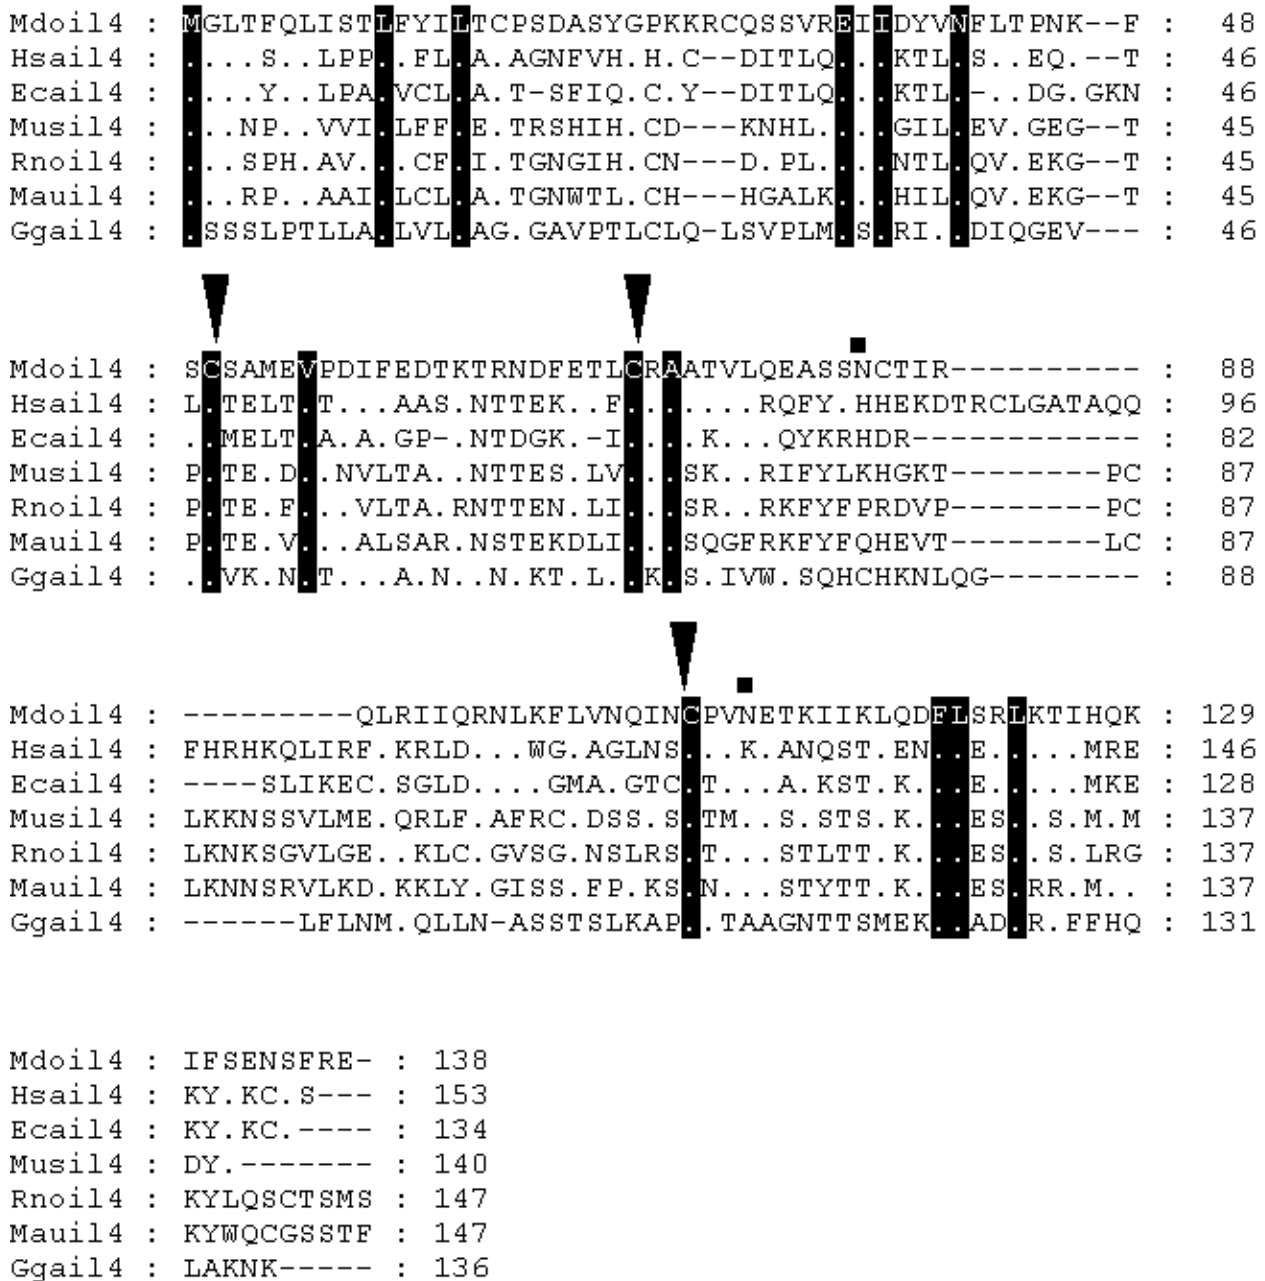 Mdoil4 : MGLTFQLISTLFYILTCPSDASYGPKKRCQSSVREIIDYVNFLTPNK--F : 48
Hsail4 : ....S..LPP..FL.A.AGNFVH.H.C--DITLQ...KTL.S..EQ.--T : 46
Ecail4 : ....Y..LPA.VCL.A.T-SFIQ.C.Y--DITLQ...KTL.-..DG.GKN : 46
Musil4 : ...NP..VVI.LFF.E.TRSHIH.CD---KNHL....GIL.EV.GEG--T : 45
Rnoil4 : ...SPH.AV...CF.I.TGNGIH.CN---D.PL....NTL.QV.EKG--T : 45
Mauil4 : ...RP..AAI.LCL.A.TGNWTL.CH---HGALK...HIL.QV.EKG--T : 45
Ggail4 : .SSSLPTLLA.LVL.AG.GAVPTLCLQ-LSVPLM.S.RI..DIQGEV--- : 46
Mdoil4 : SCSAMEVPDIFEDTKTRNDFETLCRAATVLQEASSNCTIR---------- : 88
Hsail4 : L.TELT.T...AAS.NTTEK..F.......RQFY.HHEKDTRCLGATAQQ : 96
Ecail4 : ..MELT.A.A.GP-.NTDGK.-I....K...QYKRHDR------------ : 82
Musil4 : P.TE.D..NVLTA..NTTES.LV...SK..RIFYLKHGKT--------PC : 87
Rnoil4 : P.TE.F...VLTA.RNTTEN.LI...SR..RKFYFPRDVP--------PC : 87
Mauil4 : P.TE.V...ALSAR.NSTEKDLI...SQGFRKFYFQHEVT--------LC : 87
Ggail4 : ..VK.N.T...A.N..N.KT.L..K.S.IVW.SQHCHKNLQG-------- : 88
Mdoil4 : ---------QLRIIQRNLKFLVNQINCPVNETKIIKLQDFLSRLKTIHQK : 129
Hsail4 : FHRHKQLIRF.KRLD...WG.AGLNS...K.ANQST.EN..E.....MRE : 146
Ecail4 : ----SLIKEC.SGLD....GMA.GTC.T...A.KST.K...E.....MKE : 128
Musil4 : LKKNSSVLME.QRLF.AFRC.DSS.S.TM..S.STS.K...ES..S.M.M : 137
Rnoil4 : LKNKSGVLGE..KLC.GVSG.NSLRS.T...STLTT.K...ES..S.LRG : 137
Mauil4 : LKNNSRVLKD.KKLY.GISS.FP.KS.N...STYTT.K...ES.RR.M.. : 137
Ggail4 : ------LFLNM.QLLN-ASSTSLKAP..TAAGNTTSMEK..AD.R.FFHQ : 131
Mdoil4 : IFSENSFRE- : 138
Hsail4 : KY.KC.S--- : 153
Ecail4 : KY.KC.---- : 134
Musil4 : DY.------- : 140
Rnoil4 : KYLQSCTSMS : 147
Mauil4 : KYWQCGSSTF : 147
Ggail4 : LAKNK----- : 136